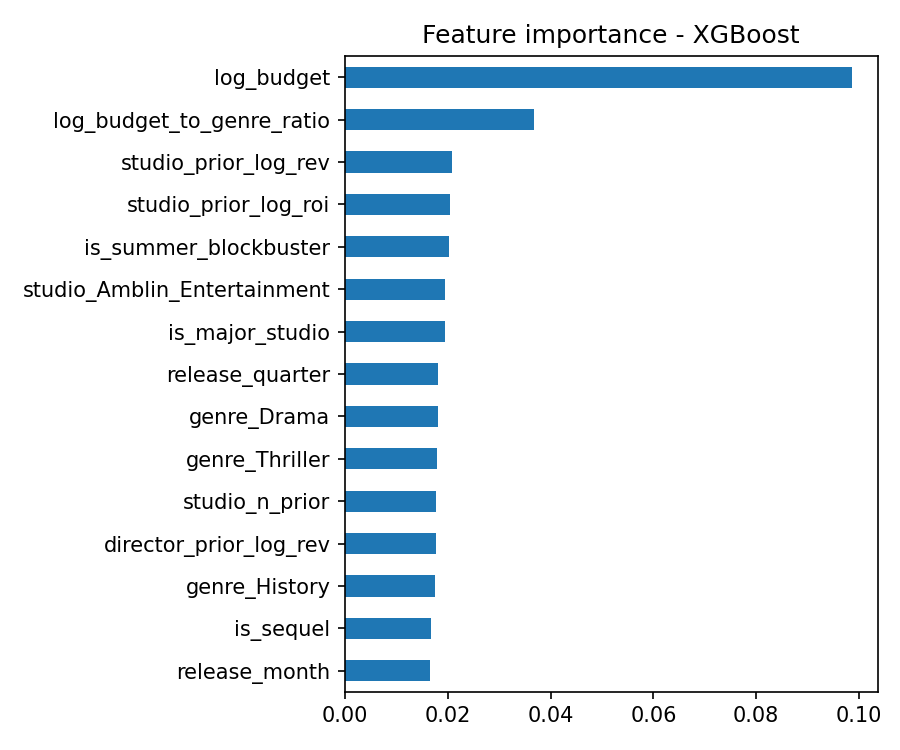 Feature importance - XGBoost
log_budget
log_budget_to_genre_ratio
studio_prior_log_rev
studio_prior_log_roi
is_summer_blockbuster
studio_Amblin_Entertainment
is_major_studio
release_quarter
genre_Drama
genre_Thriller
studio_n_prior
director_prior_log_rev
genre_History
is_sequel
release_month
0.00 0.02 0.04 0.06 0.08 0.10